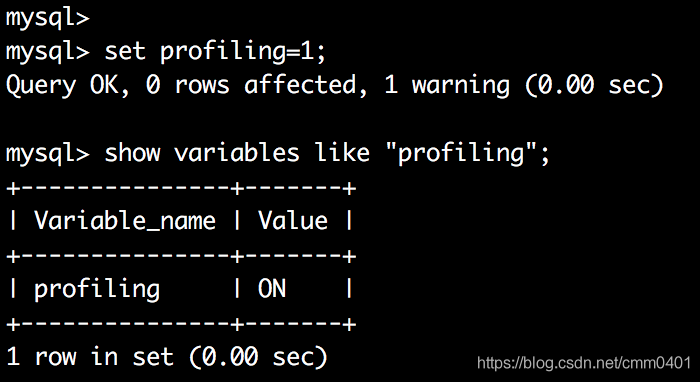 mysql>
mysql> set profiling=1;
Query OK, 0 rows affected, 1 warning (0.00 sec)
mysql> show variables like "profiling";
+---------------+-------+
| Variable_name | Value |
+---------------+-------+
| profiling     | ON    |
+---------------+-------+
1 row in set (0.00 sec)
https://blog.csdn.net/cmm0401